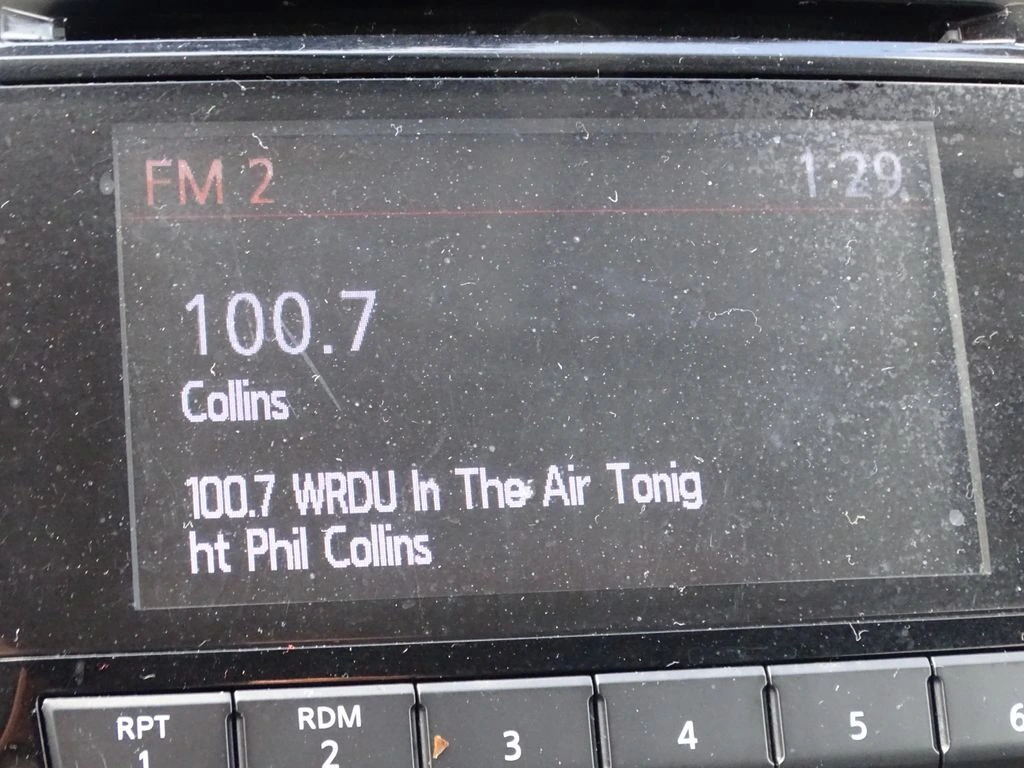 FM 2 1:29
100.7
Collins
100.7 WRDU In The Air Tonig
ht Phil Collins
RPT RDM
1 2 3 4 5 6